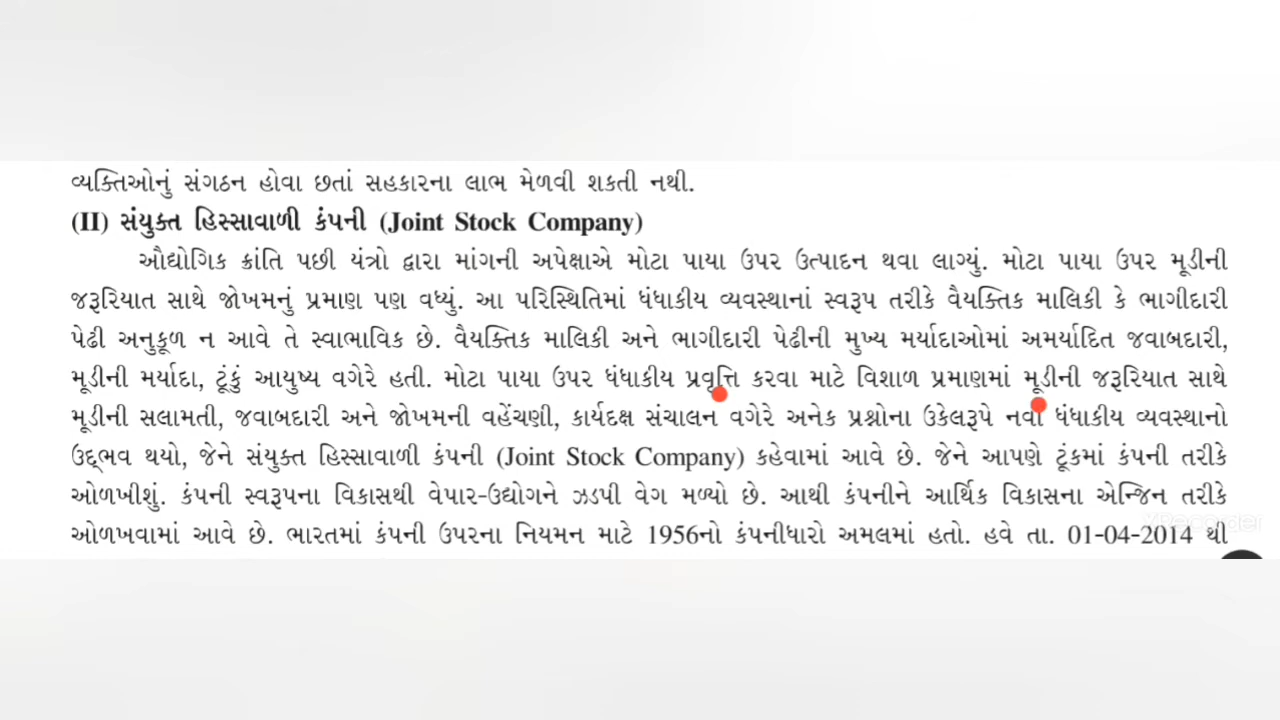 વ્યક્તિઓનું સંગઠન હોવા છતાં સહકારના લાભ મેળવી શકતી નથી.
(II) સંયુક્ત હિસ્સાવાળી કંપની (Joint Stock Company)
ઔદ્યોગિક ક્રાંતિ પછી યંત્રો દ્વારા માંગની અપેક્ષાએ મોટા પાયા ઉપર ઉત્પાદન થવા લાગ્યું. મોટા પાયા ઉપર મૂડીની
જરૂરિયાત સાથે જોખમનું પ્રમાણ પણ વધ્યું. આ પરિસ્થિતિમાં ધંધાકીય વ્યવસ્થાનાં સ્વરૂપ તરીકે વૈયક્તિક માલિકી કે ભાગીદારી
પેઢી અનુકૂળ ન આવે તે સ્વાભાવિક છે. વૈયક્તિક માલિકી અને ભાગીદારી પેઢીની મુખ્ય મર્યાદાઓમાં અમર્યાદિત જવાબદારી,
મૂડીની મર્યાદા, ટૂંકું આયુષ્ય વગેરે હતી. મોટા પાયા ઉપર ધંધાકીય પ્રવૃત્તિ કરવા માટે વિશાળ પ્રમાણમાં મૂડીની જરૂરિયાત સાથે
મૂડીની સલામતી, જવાબદારી અને જોખમની વહેંચણી, કાર્યદક્ષ સંચાલન વગેરે અનેક પ્રશ્નોના ઉકેલરૂપે નવી ધંધાકીય વ્યવસ્થાનો
ઉદ્ભવ થયો, જેને સંયુક્ત હિસ્સાવાળી કંપની (Joint Stock Company) કહેવામાં આવે છે. જેને આપણે ટૂંકમાં કંપની તરીકે
ઓળખીશું. કંપની સ્વરૂપના વિકાસથી વેપાર-ઉદ્યોગને ઝડપી વેગ મળ્યો છે. આથી કંપનીને આર્થિક વિકાસના એન્જિન તરીકે
ઓળખવામાં આવે છે. ભારતમાં કંપની ઉપરના નિયમન માટે 1956નો કંપનીધારો અમલમાં હતો. હવે તા. 01-04-2014 થી
XRecorder